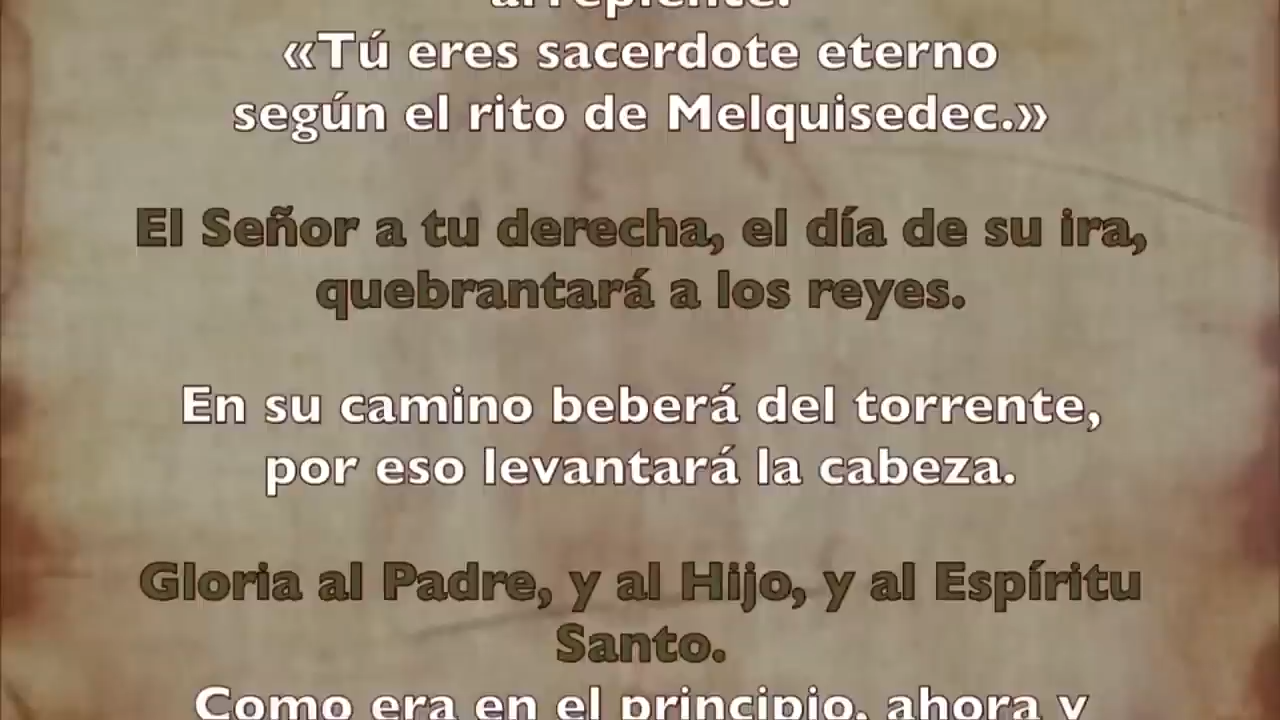 arrepiente:
«Tú eres sacerdote eterno
según el rito de Melquisedec.»
El Señor a tu derecha, el día de su ira,
quebrantará a los reyes.
En su camino beberá del torrente,
por eso levantará la cabeza.
Gloria al Padre, y al Hijo, y al Espíritu
Santo.
Como era en el principio, ahora y